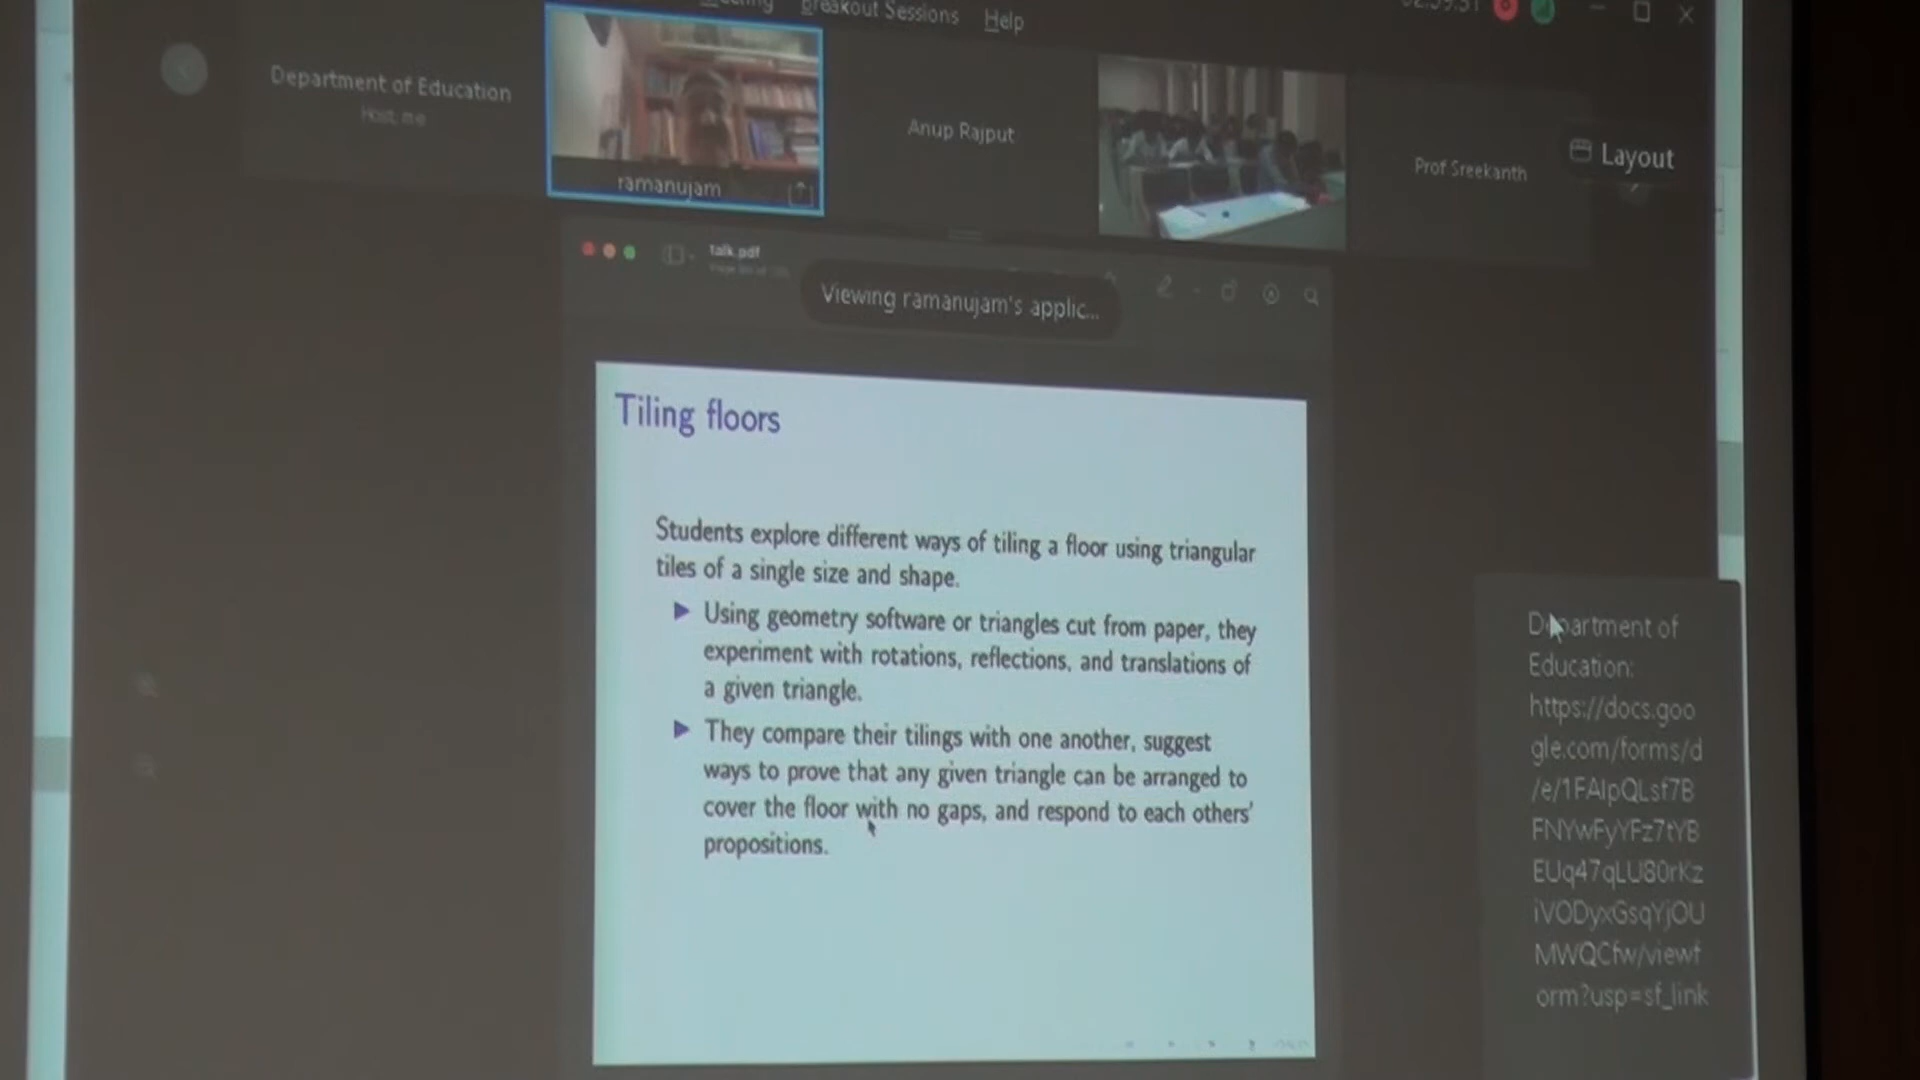 Breakout Sessions Help
Department of Education
Host, me
ramanujam
Anup Rajput
Prof Sreekanth
Layout
talk.pdf
Viewing ramanujam's applic...
Tiling floors
Students explore different ways of tiling a floor using triangular
tiles of a single size and shape.
▶ Using geometry software or triangles cut from paper, they
experiment with rotations, reflections, and translations of
a given triangle.
▶ They compare their tilings with one another, suggest
ways to prove that any given triangle can be arranged to
cover the floor with no gaps, and respond to each others'
propositions.
Department of
Education:
https://docs.goo
gle.com/forms/d
/e/1FAIpQLsf7B
FNYwFyYFz7tYB
EUq47qLU80rKz
iVODyxGsqYjOU
MWQCfw/viewf
orm?usp=sf_link